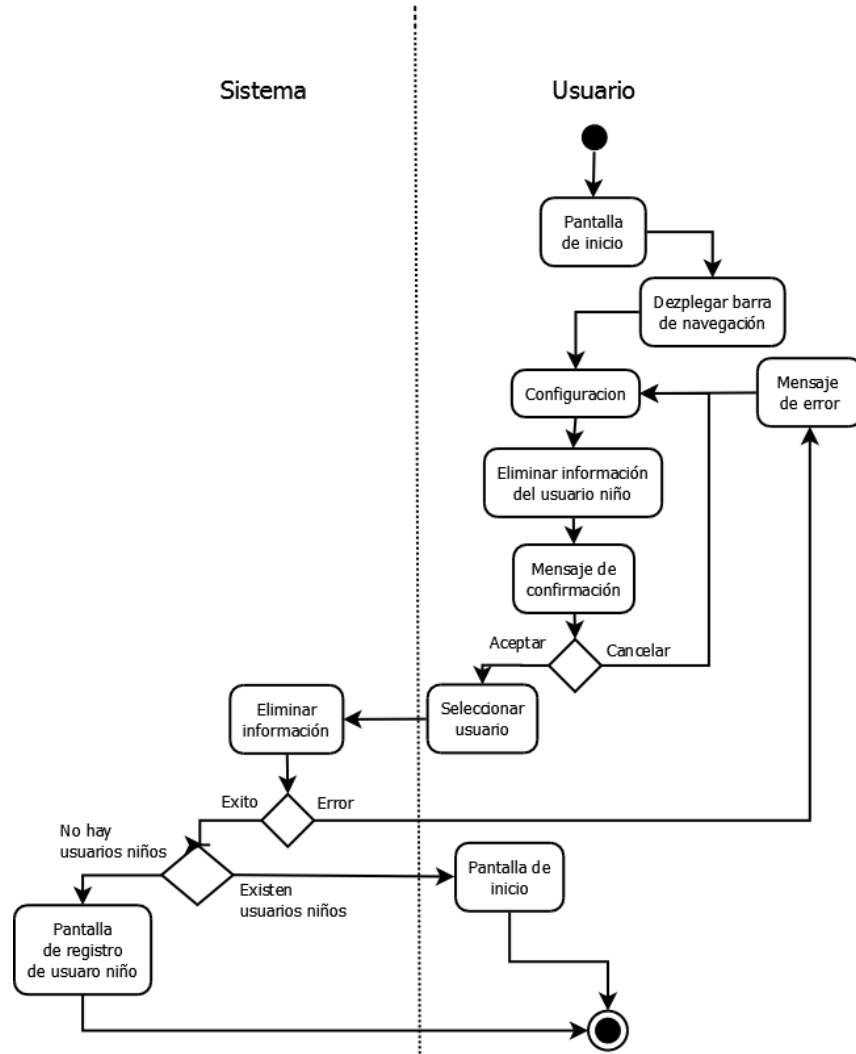 Sistema
Usuario
Pantalla
de inicio
Dezplegar barra
de navegación
Configuracion
Mensaje
de error
Eliminar información
del usuario niño
Mensaje de
confirmación
Aceptar
Cancelar
Seleccionar
usuario
Eliminar
información
Exito
Error
No hay
usuarios niños
Existen
usuarios niños
Pantalla de
inicio
Pantalla
de registro
de usuaro niño